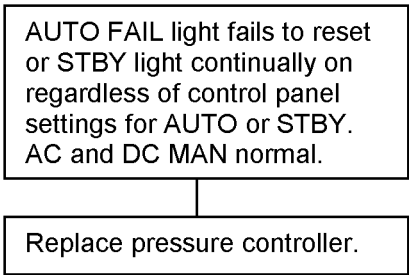 AUTO FAIL light fails to reset
or STBY light continually on
regardless of control panel
settings for AUTO or STBY.
AC and DC MAN normal.
Replace pressure controller.